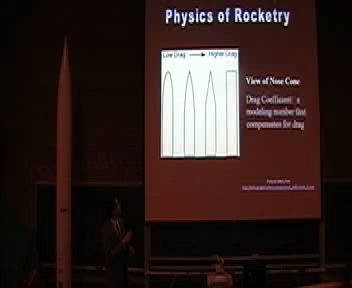 Physics of Rocketry
Low Drag
Higher Drag
View of Nose Cone
Drag Coefficient: a
modeling number that
compensates for drag